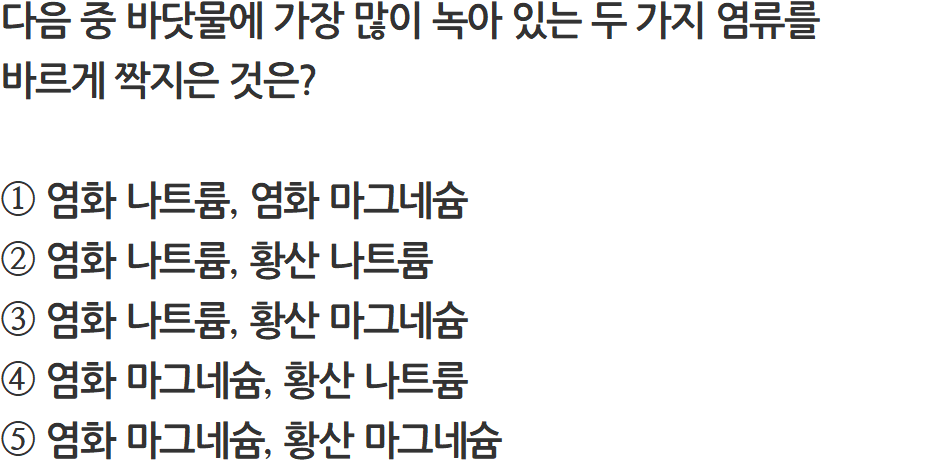 다음 중 바닷물에 가장 많이 녹아 있는 두 가지 염류를
바르게 짝지은 것은?
① 염화 나트륨, 염화 마그네슘
② 염화 나트륨, 황산 나트륨
③ 염화 나트륨, 황산 마그네슘
④ 염화 마그네슘, 황산 나트륨
⑤ 염화 마그네슘, 황산 마그네슘